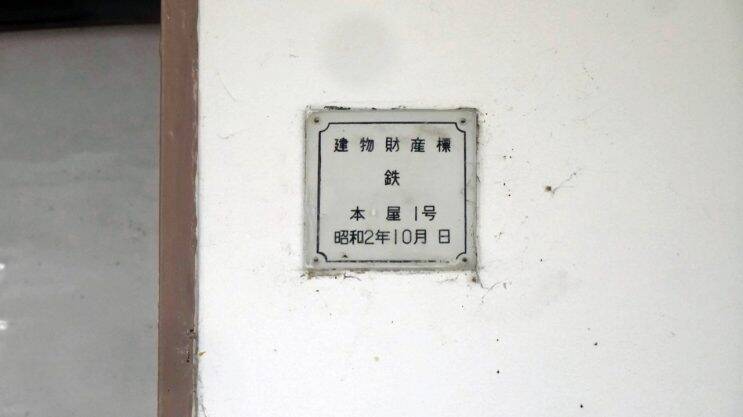 建物財産標
鉄
本屋1号
昭和2年10月 日